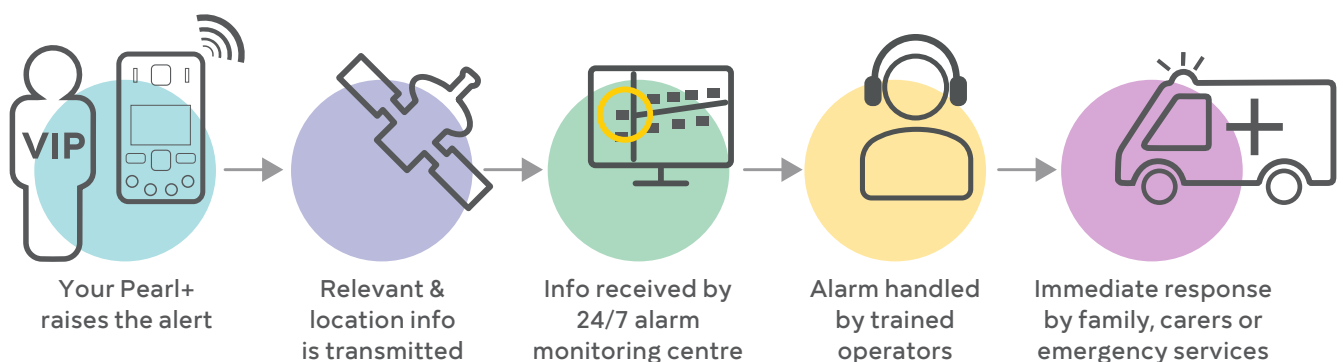 VIP
Your Pearl+
raises the alert
Relevant &
location info
is transmitted
Info received by
24/7 alarm
monitoring centre
Alarm handled
by trained
operators
Immediate response
by family, carers or
emergency services